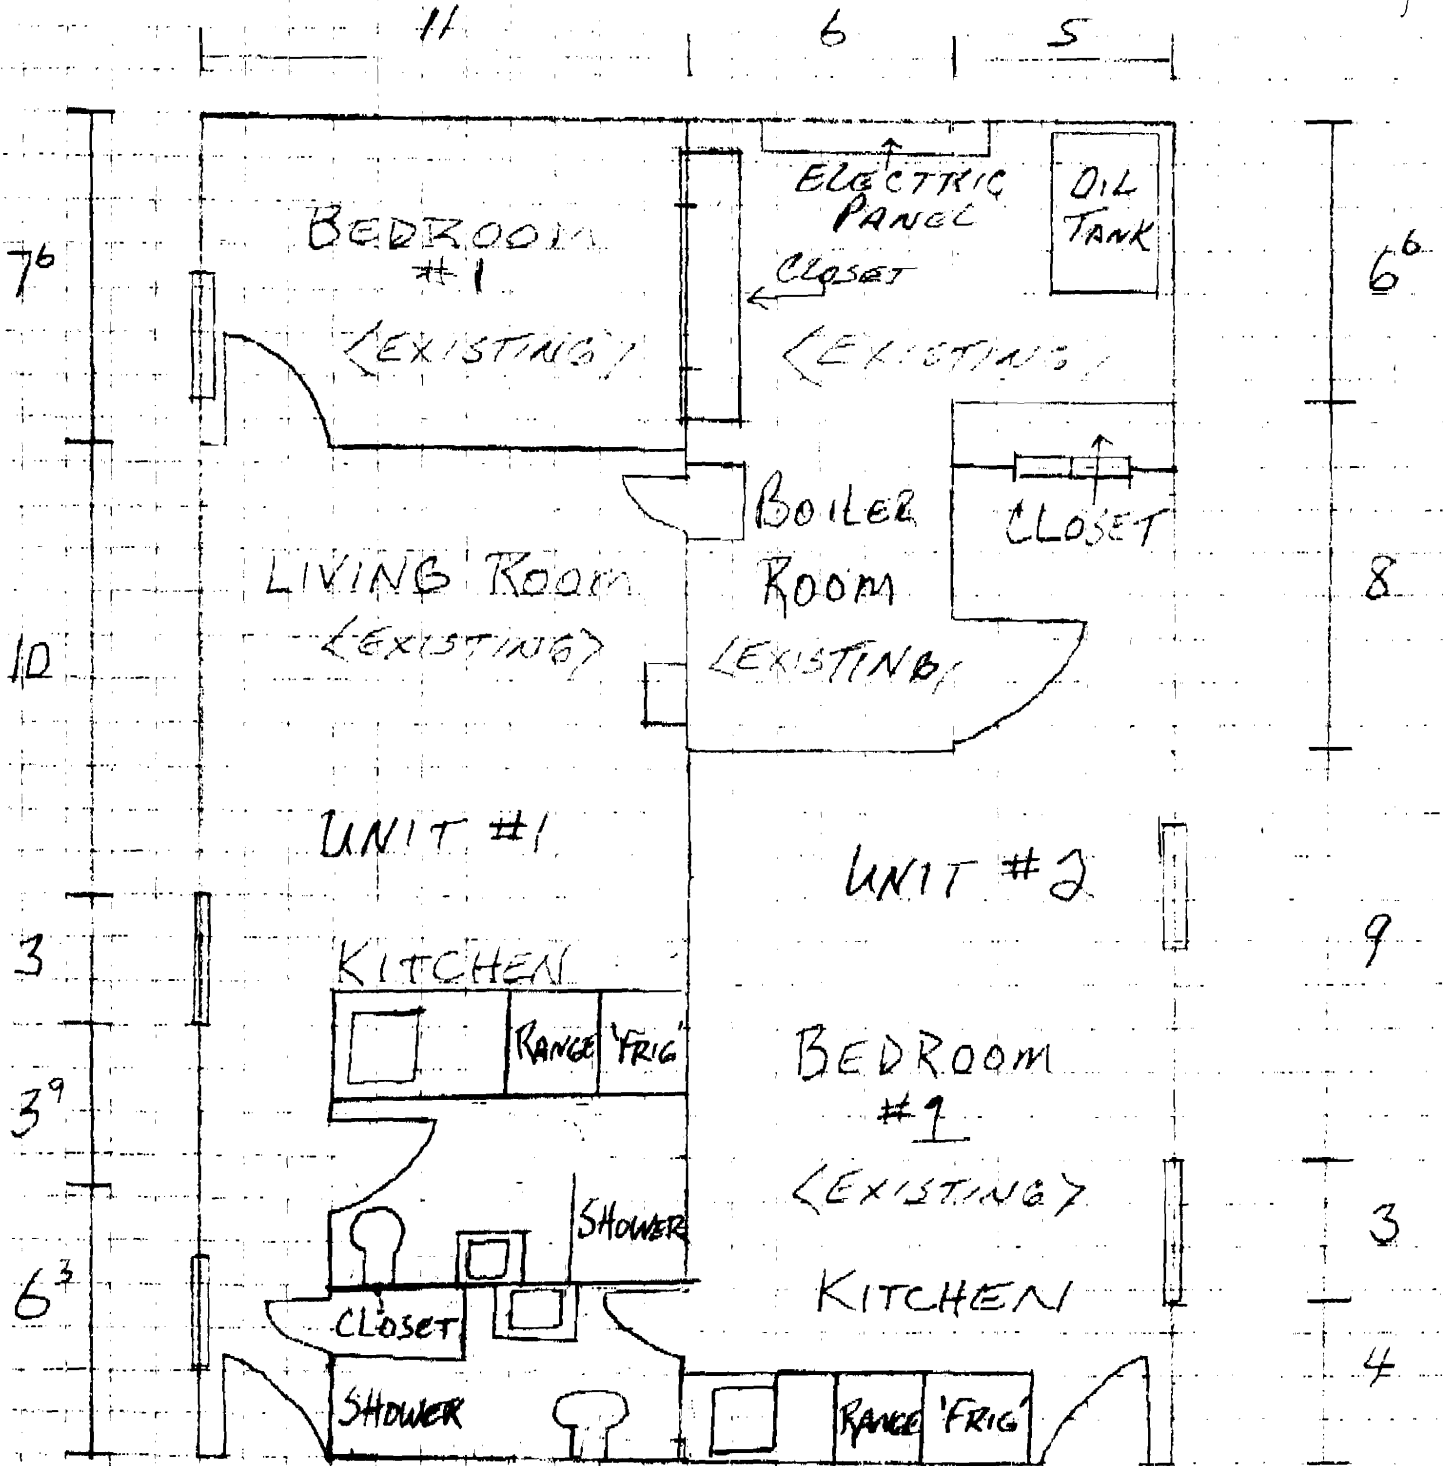 11 6 5
ELECTRIC
PANEL
OIL
TANK
BEDROOM
#1
<EXISTING>
7⁶
CLOSET
<EXISTING>
6⁶
BOILER
ROOM
<EXISTING>
CLOSET
LIVING ROOM
<EXISTING>
10
8
UNIT #1
UNIT #2
3
KITCHEN
9
RANGE 'FRIG'
BEDROOM
#1
<EXISTING>
3⁹
SHOWER
3
6³
KITCHEN
CLOSET
4
SHOWER
RANGE 'FRIG'